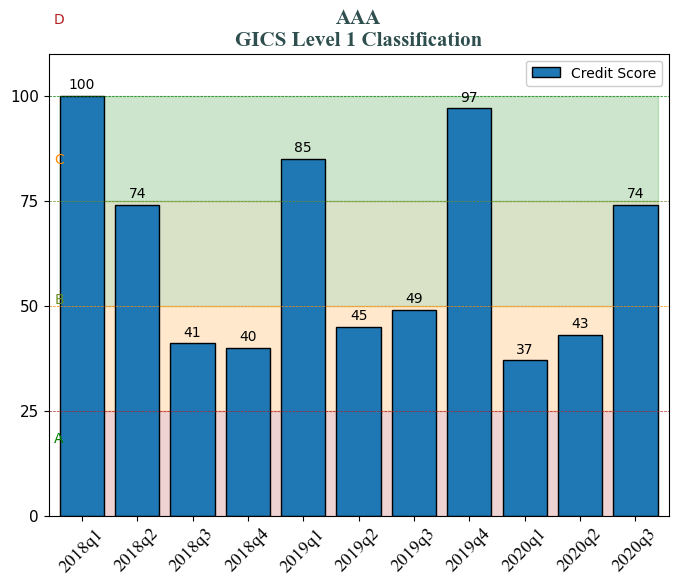 D
AAA
GICS Level 1 Classification
Credit Score
100
75
50
25
0
C
B
A
100
74
41
40
85
45
49
97
37
43
74
2018q1
2018q2
2018q3
2018q4
2019q1
2019q2
2019q3
2019q4
2020q1
2020q2
2020q3